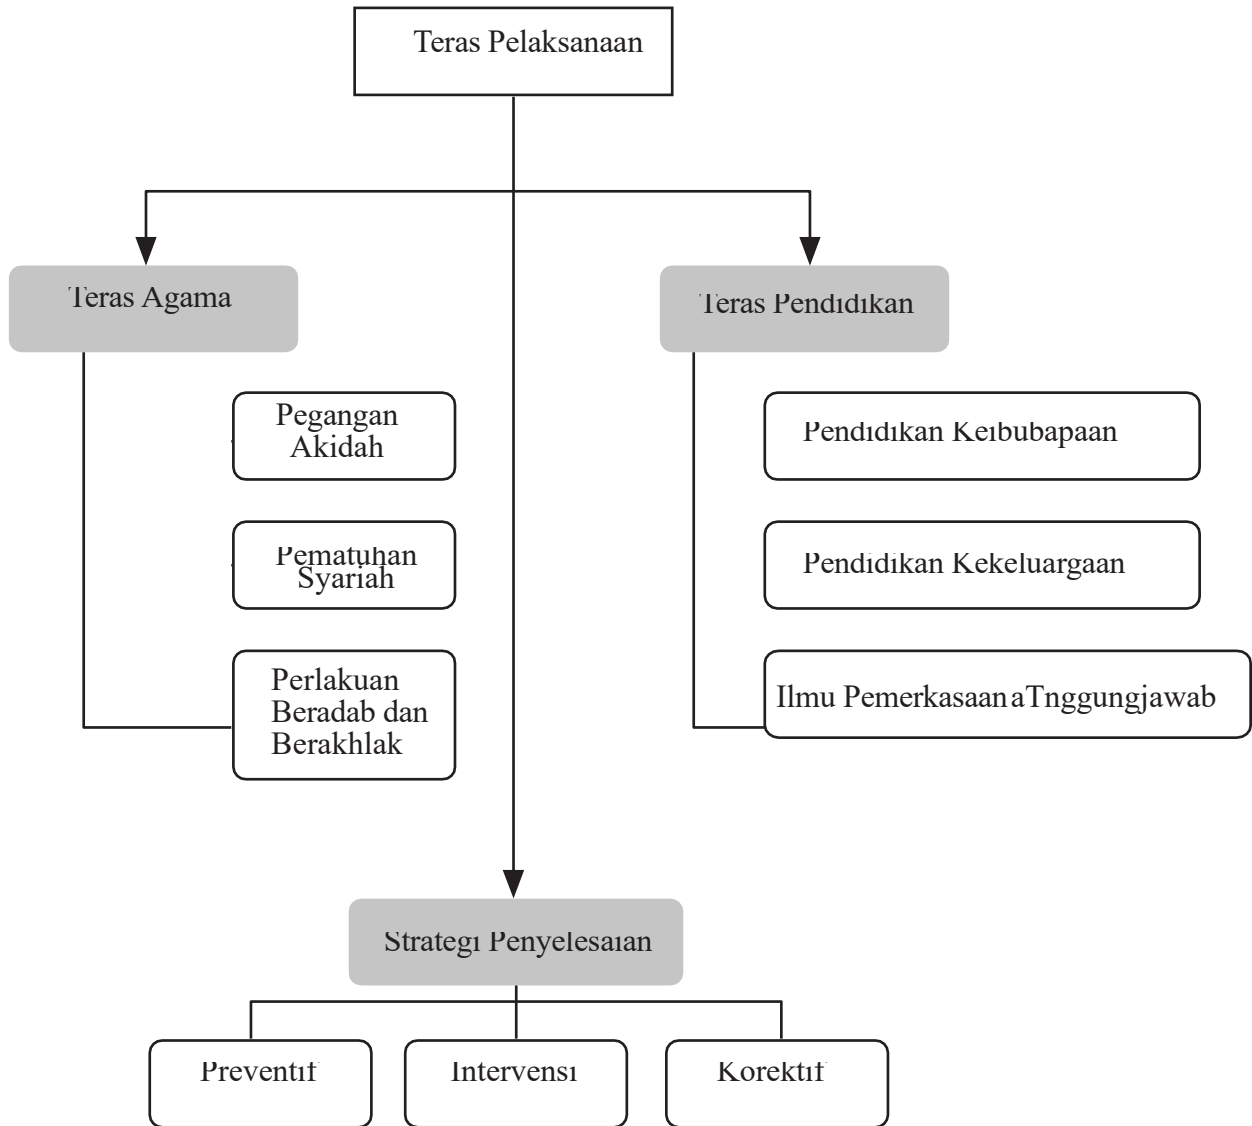 Teras Pelaksanaan
Teras Agama
Teras Pendidikan
Pegangan
Akidah
Pematuhan
Syariah
Perlakuan
Beradab dan
Berakhlak
Pendidikan Keibubapaan
Pendidikan Kekeluargaan
Ilmu Pemerkasaan aTnggungjawab
Strategi Penyelesaian
Preventif
Intervensi
Korektif